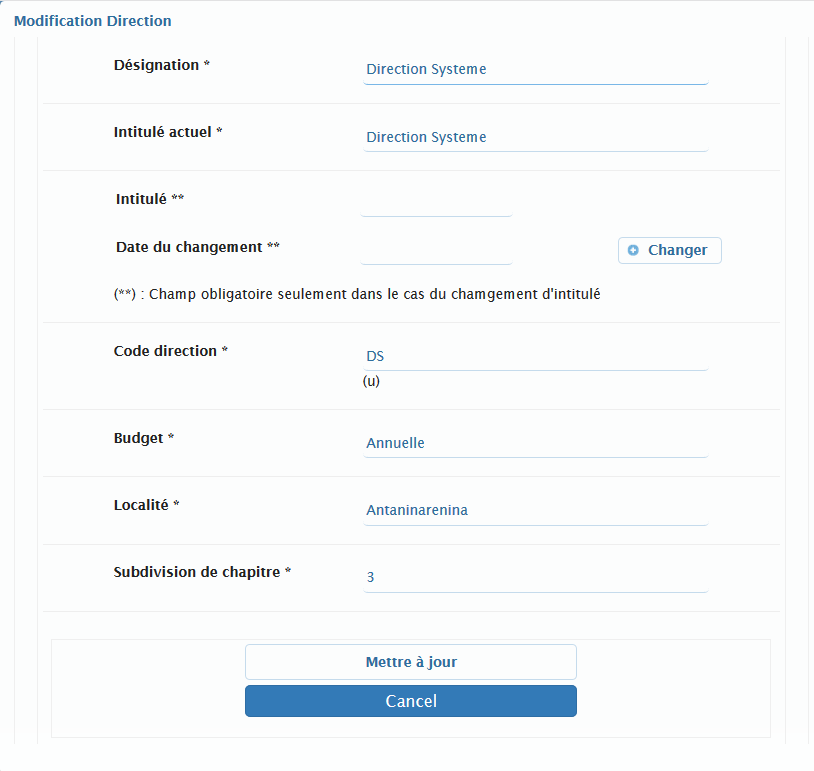 Modification Direction
Désignation *
Direction Systeme
Intitulé actuel *
Direction Systeme
Intitulé **
Date du changement **
Changer
(**) : Champ obligatoire seulement dans le cas du chamgement d'intitulé
Code direction *
DS
(u)
Budget *
Annuelle
Localité *
Antaninarenina
Subdivision de chapitre *
3
Mettre à jour
Cancel